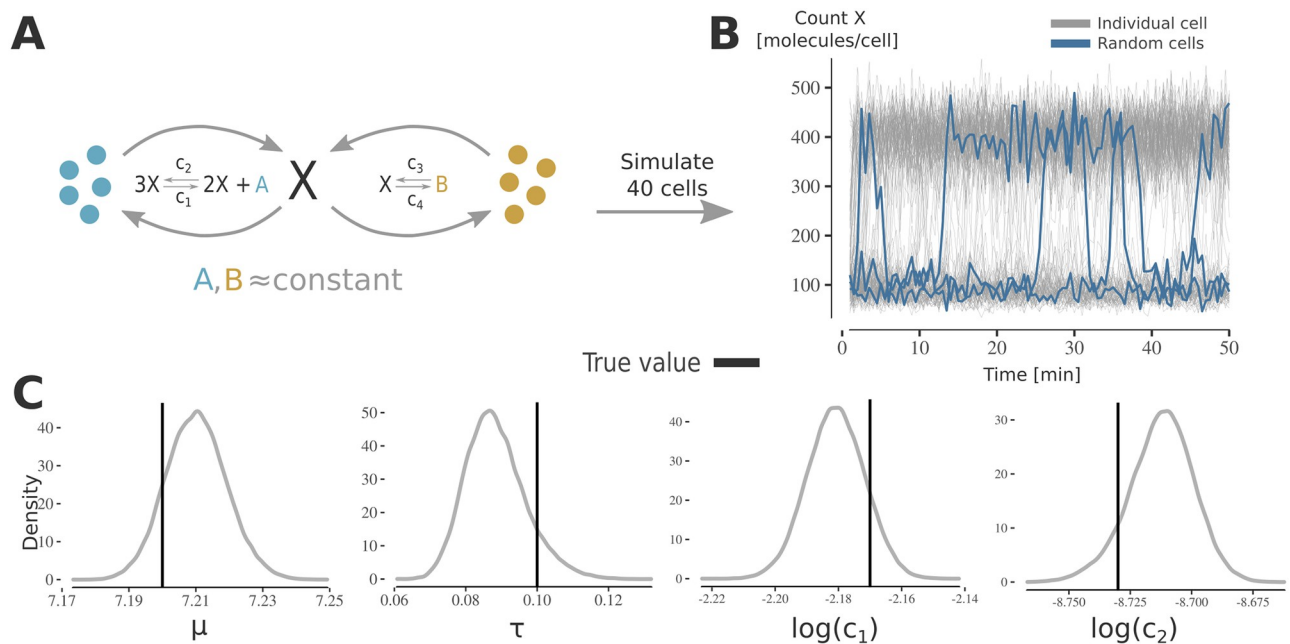 A
c₂
3X 2X + A
c₁
X
c₃
X B
c₄
A, B ≈constant
Simulate
40 cells
B
Count X
[molecules/cell]
Individual cell
Random cells
500
400
300
200
100
0 10 20 30 40 50
Time [min]
True value
C
Density
40
30
20
10
0
7.17 7.19 7.21 7.23 7.25
μ
50
40
30
20
10
0
0.06 0.08 0.10 0.12
τ
40
30
20
10
0
-2.22 -2.20 -2.18 -2.16 -2.14
log(c₁)
30
20
10
0
-8.750 -8.725 -8.700 -8.675
log(c₂)